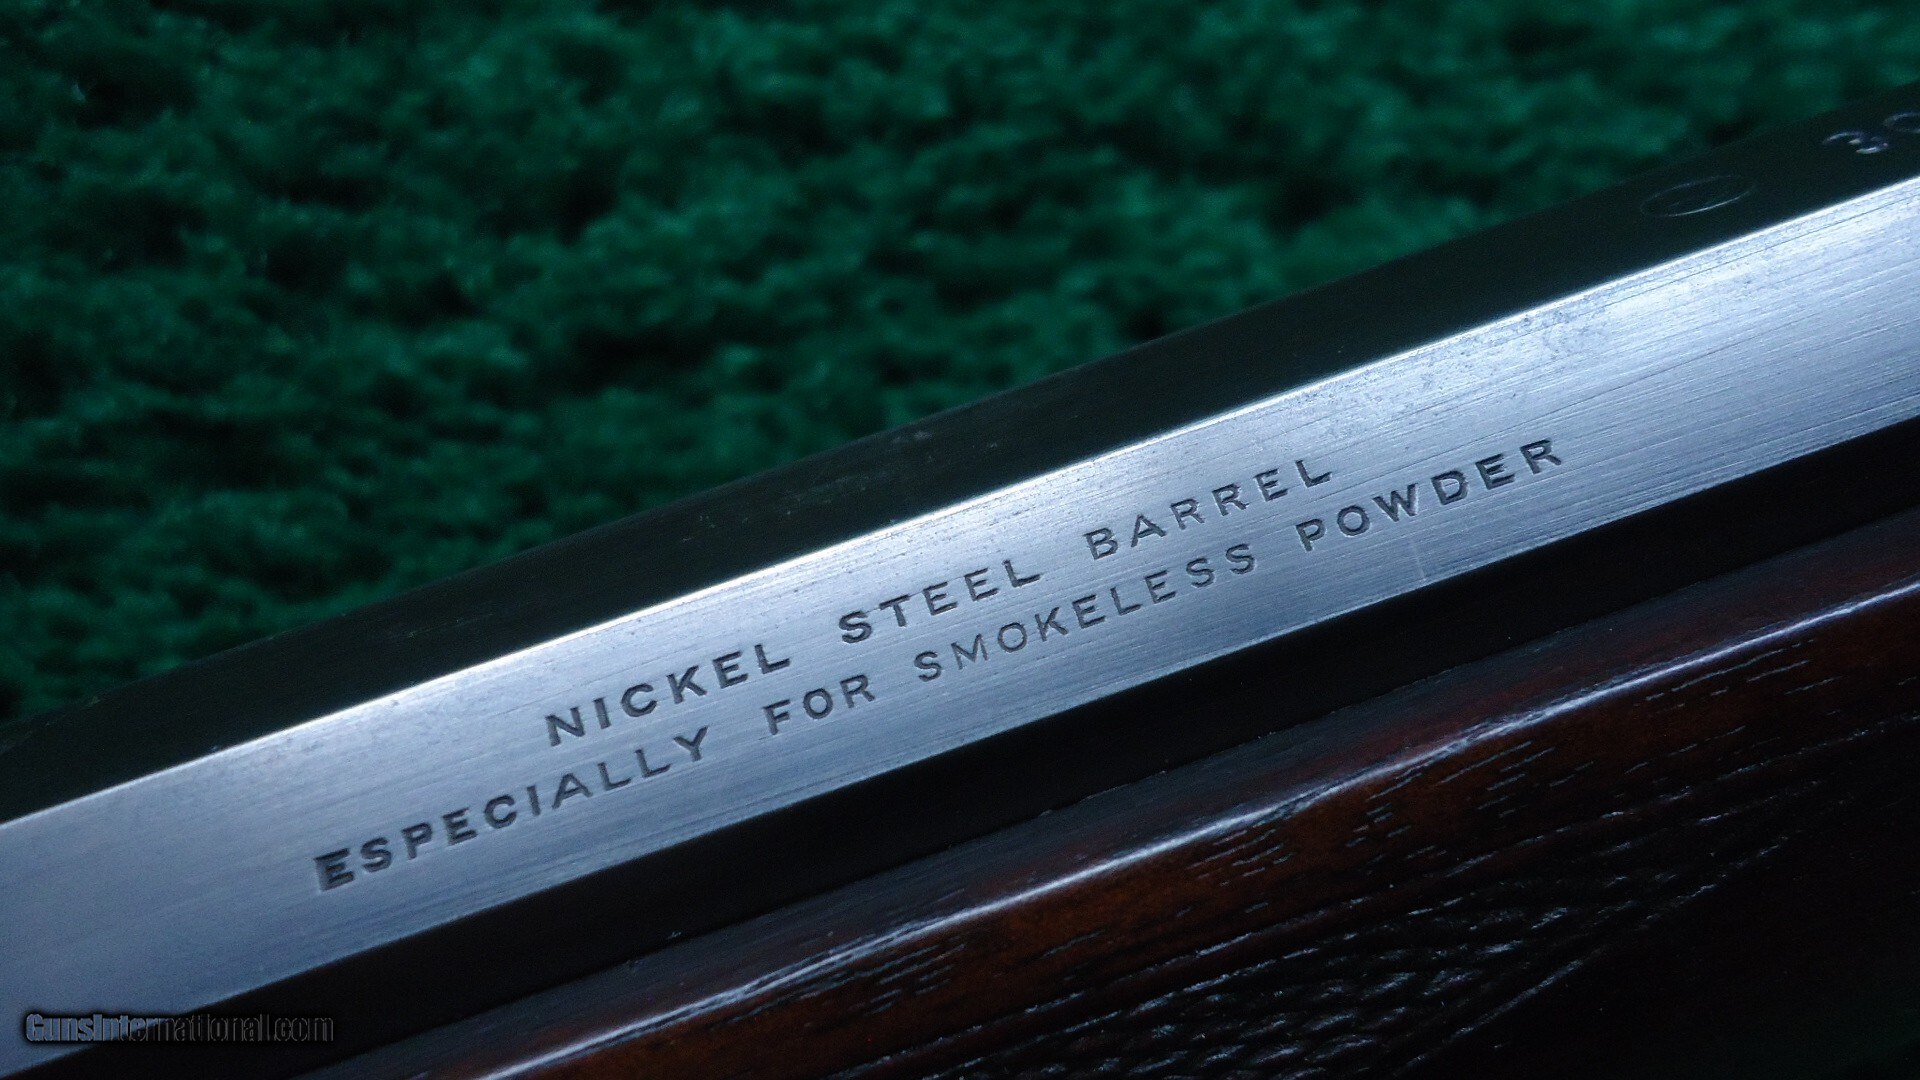 NICKEL STEEL BARREL
ESPECIALLY FOR SMOKELESS POWDER
GunsInternational.com